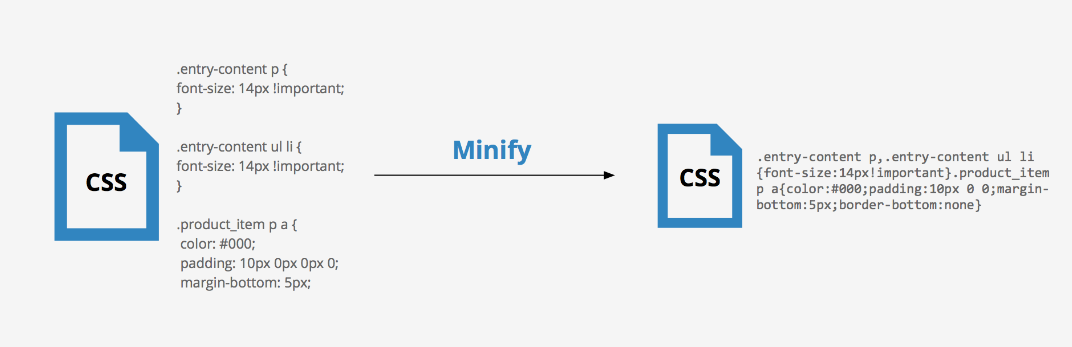 .entry-content p {
font-size: 14px !important;
}
.entry-content ul li {
font-size: 14px !important;
}
.product_item p a {
color: #000;
padding: 10px 0px 0px 0;
margin-bottom: 5px;
CSS
Minify
CSS
.entry-content p,.entry-content ul li
{font-size:14px!important}.product_item
p a{color:#000;padding:10px 0 0;margin-
bottom:5px;border-bottom:none}